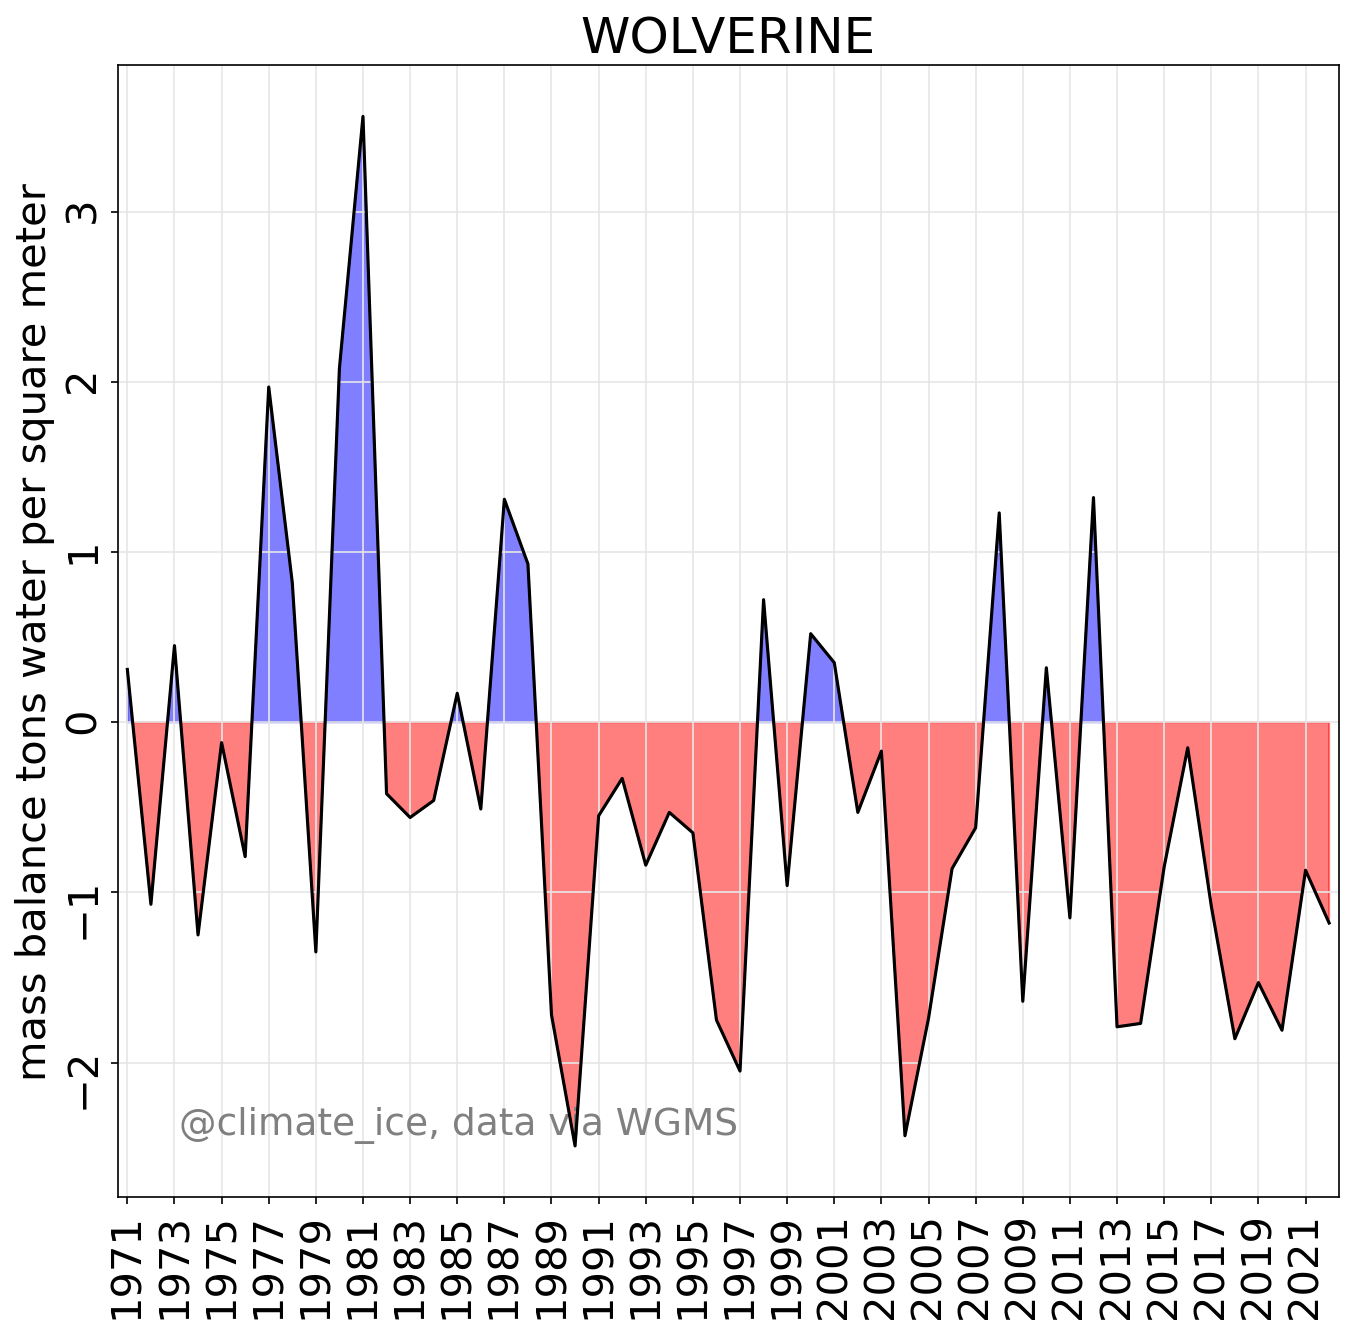 WOLVERINE
mass balance tons water per square meter
3
2
1
0
−1
−2
@climate_ice, data via WGMS
1971 1973 1975 1977 1979 1981 1983 1985 1987 1989 1991 1993 1995 1997 1999 2001 2003 2005 2007 2009 2011 2013 2015 2017 2019 2021